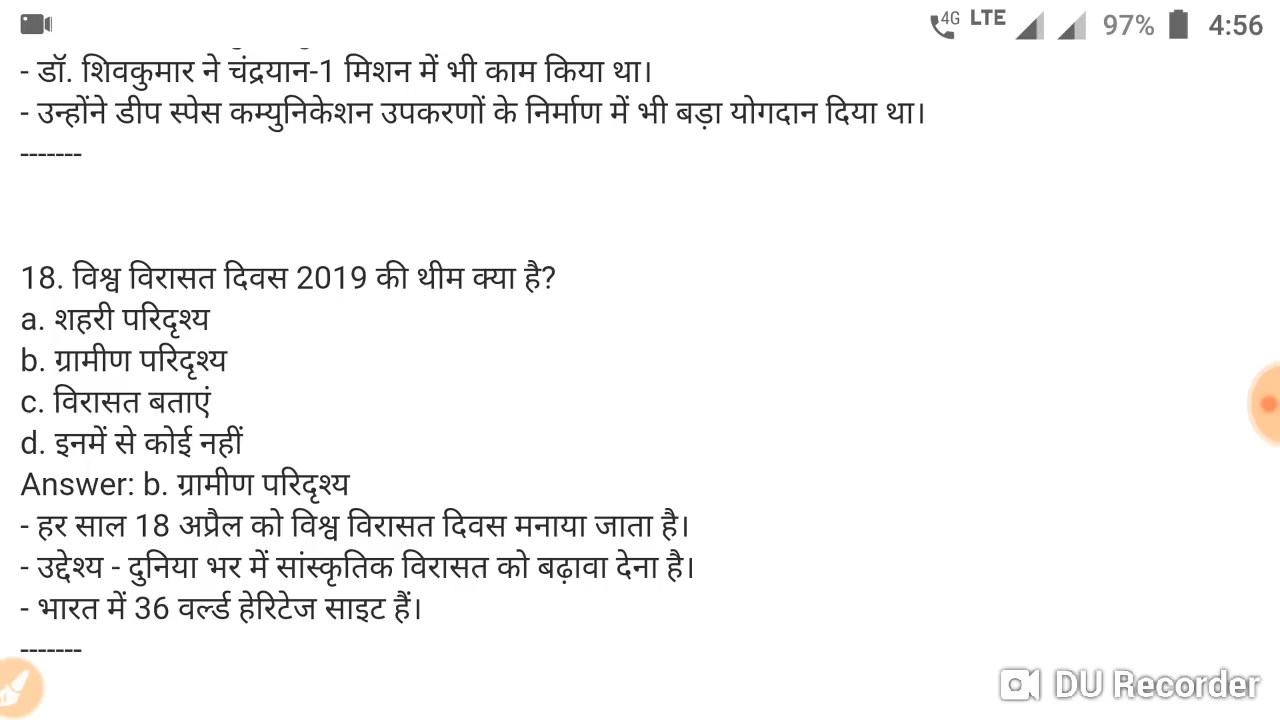 4G LTE 97% 4:56
- डॉ. शिवकुमार ने चंद्रयान-1 मिशन में भी काम किया था।
- उन्होंने डीप स्पेस कम्युनिकेशन उपकरणों के निर्माण में भी बड़ा योगदान दिया था।
-------
18. विश्व विरासत दिवस 2019 की थीम क्या है?
a. शहरी परिदृश्य
b. ग्रामीण परिदृश्य
c. विरासत बताएं
d. इनमें से कोई नहीं
Answer: b. ग्रामीण परिदृश्य
- हर साल 18 अप्रैल को विश्व विरासत दिवस मनाया जाता है।
- उद्देश्य - दुनिया भर में सांस्कृतिक विरासत को बढ़ावा देना है।
- भारत में 36 वर्ल्ड हेरिटेज साइट हैं।
-------
DU Recorder